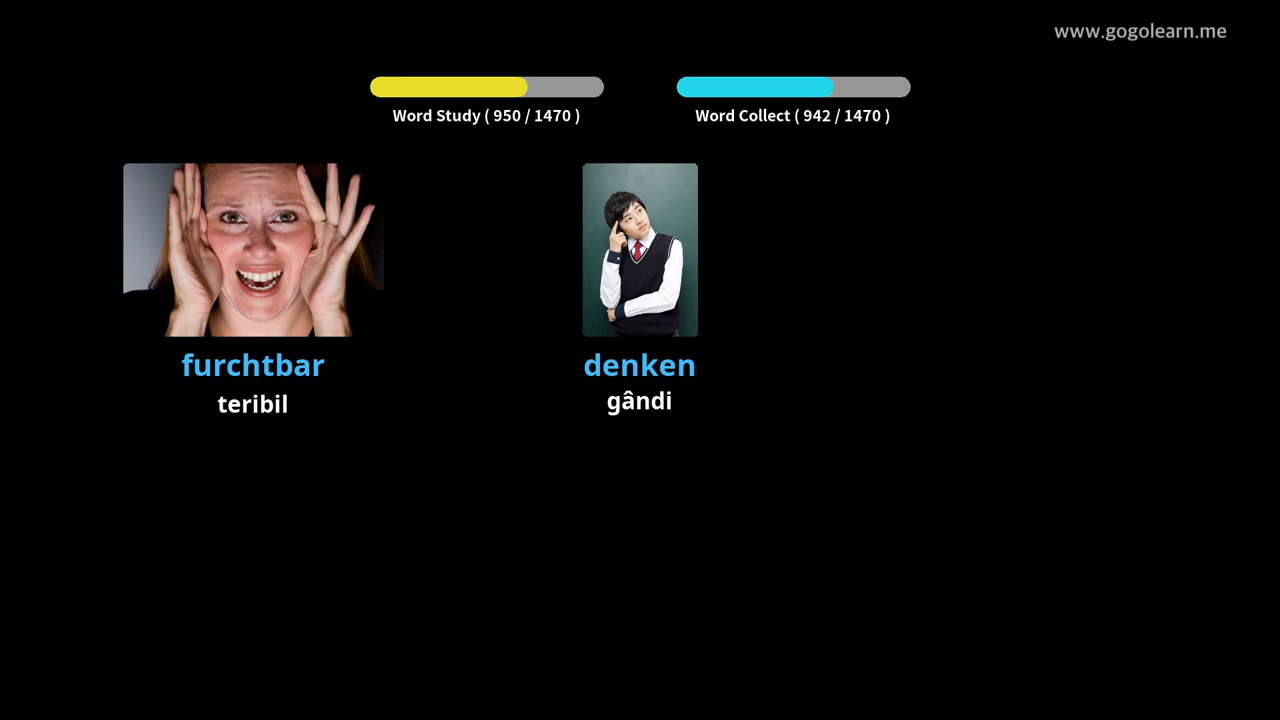 www.gogolearn.me
Word Study ( 950 / 1470 )
Word Collect ( 942 / 1470 )
furchtbar
teribil
denken
gândi